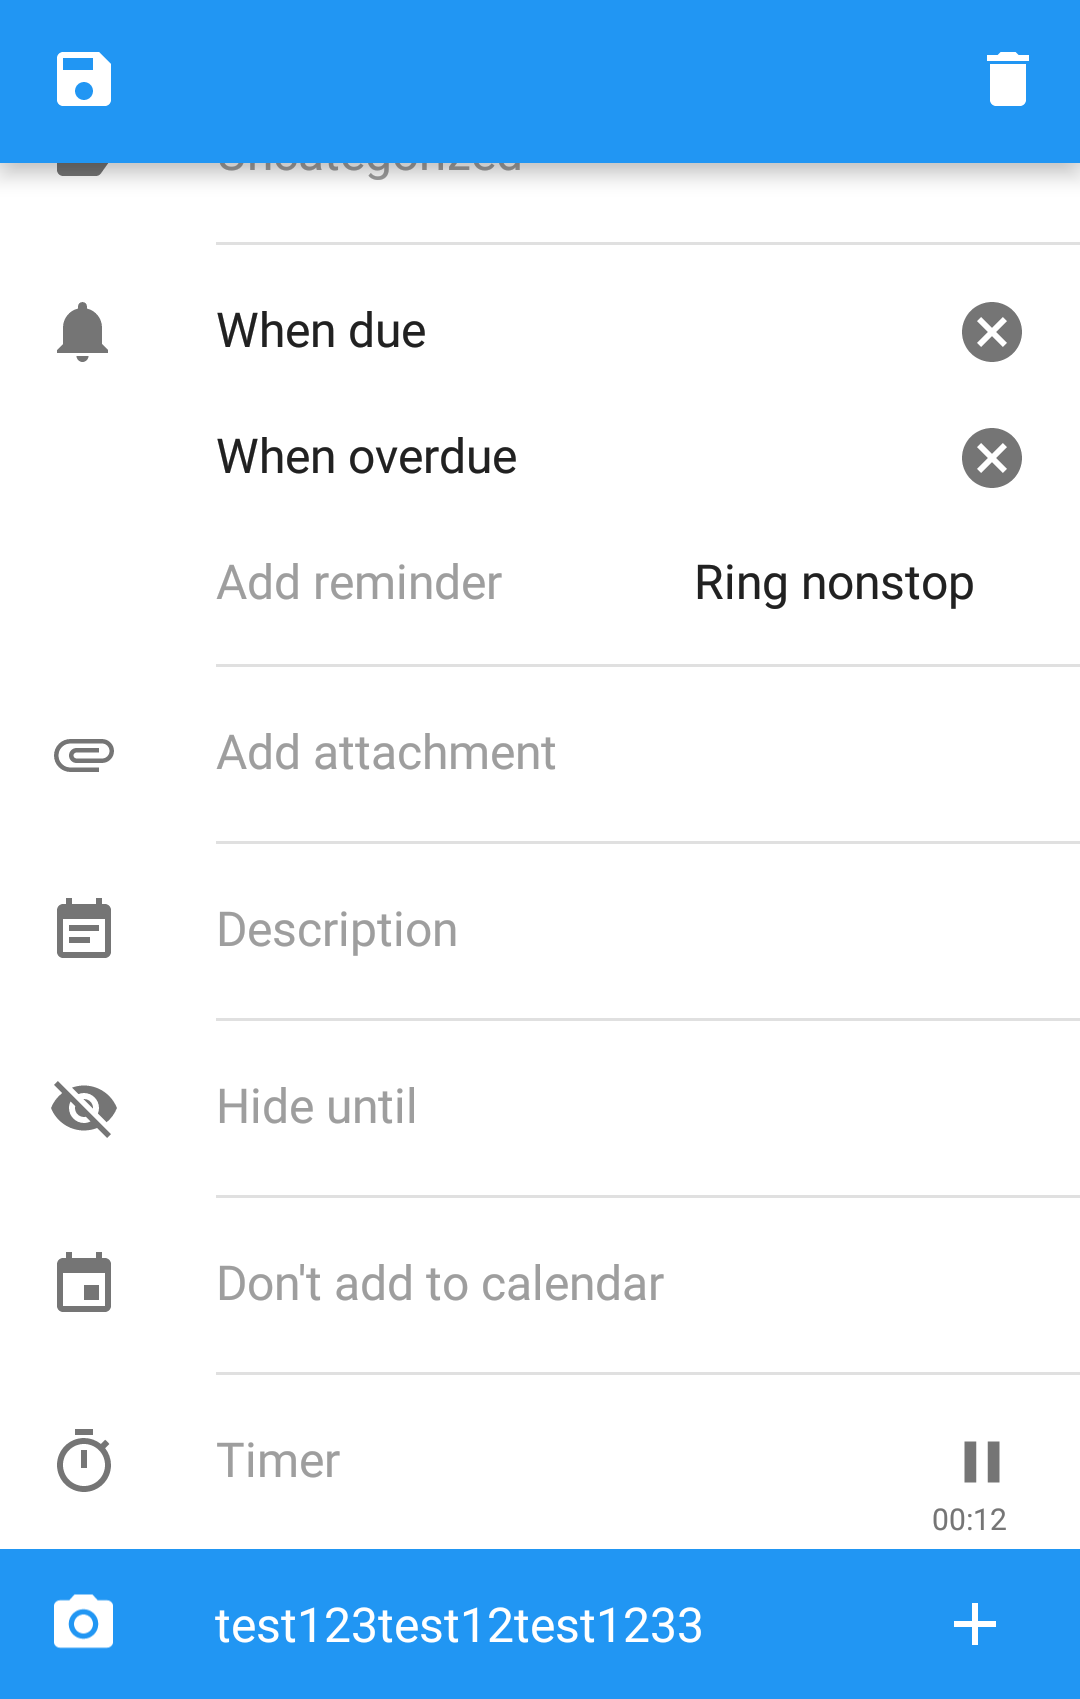 Uncategorized
When due
When overdue
Add reminder Ring nonstop
Add attachment
Description
Hide until
Don't add to calendar
Timer
00:12
test123test12test1233